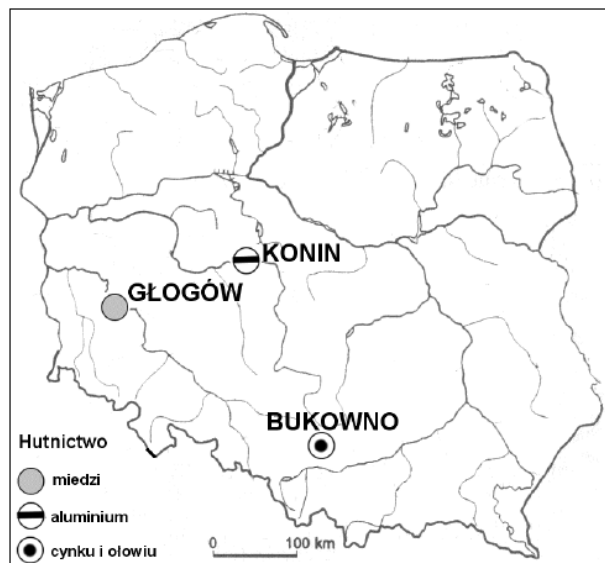 KONIN
GŁOGÓW
BUKOWNO
Hutnictwo
miedzi
aluminium
cynku i ołowiu
0 100 km